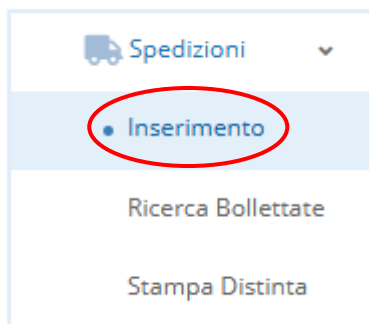 Spedizioni
Inserimento
Ricerca Bollettate
Stampa Distinta